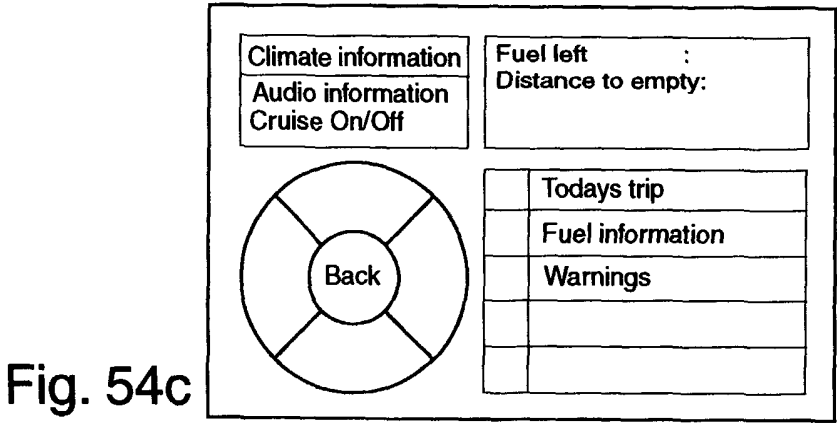 Climate information
Audio information
Cruise On/Off
Fuel left :
Distance to empty:
Back
Todays trip
Fuel information
Warnings
Fig. 54c